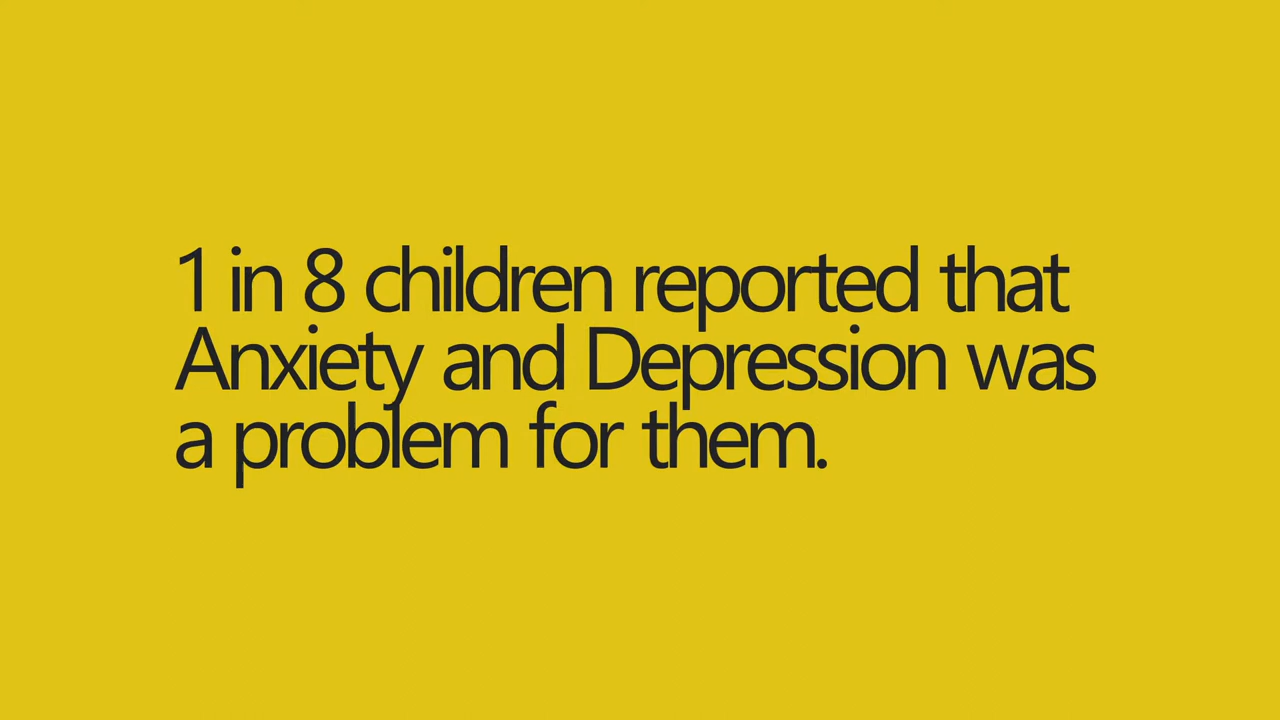 1 in 8 children reported that
Anxiety and Depression was
a problem for them.